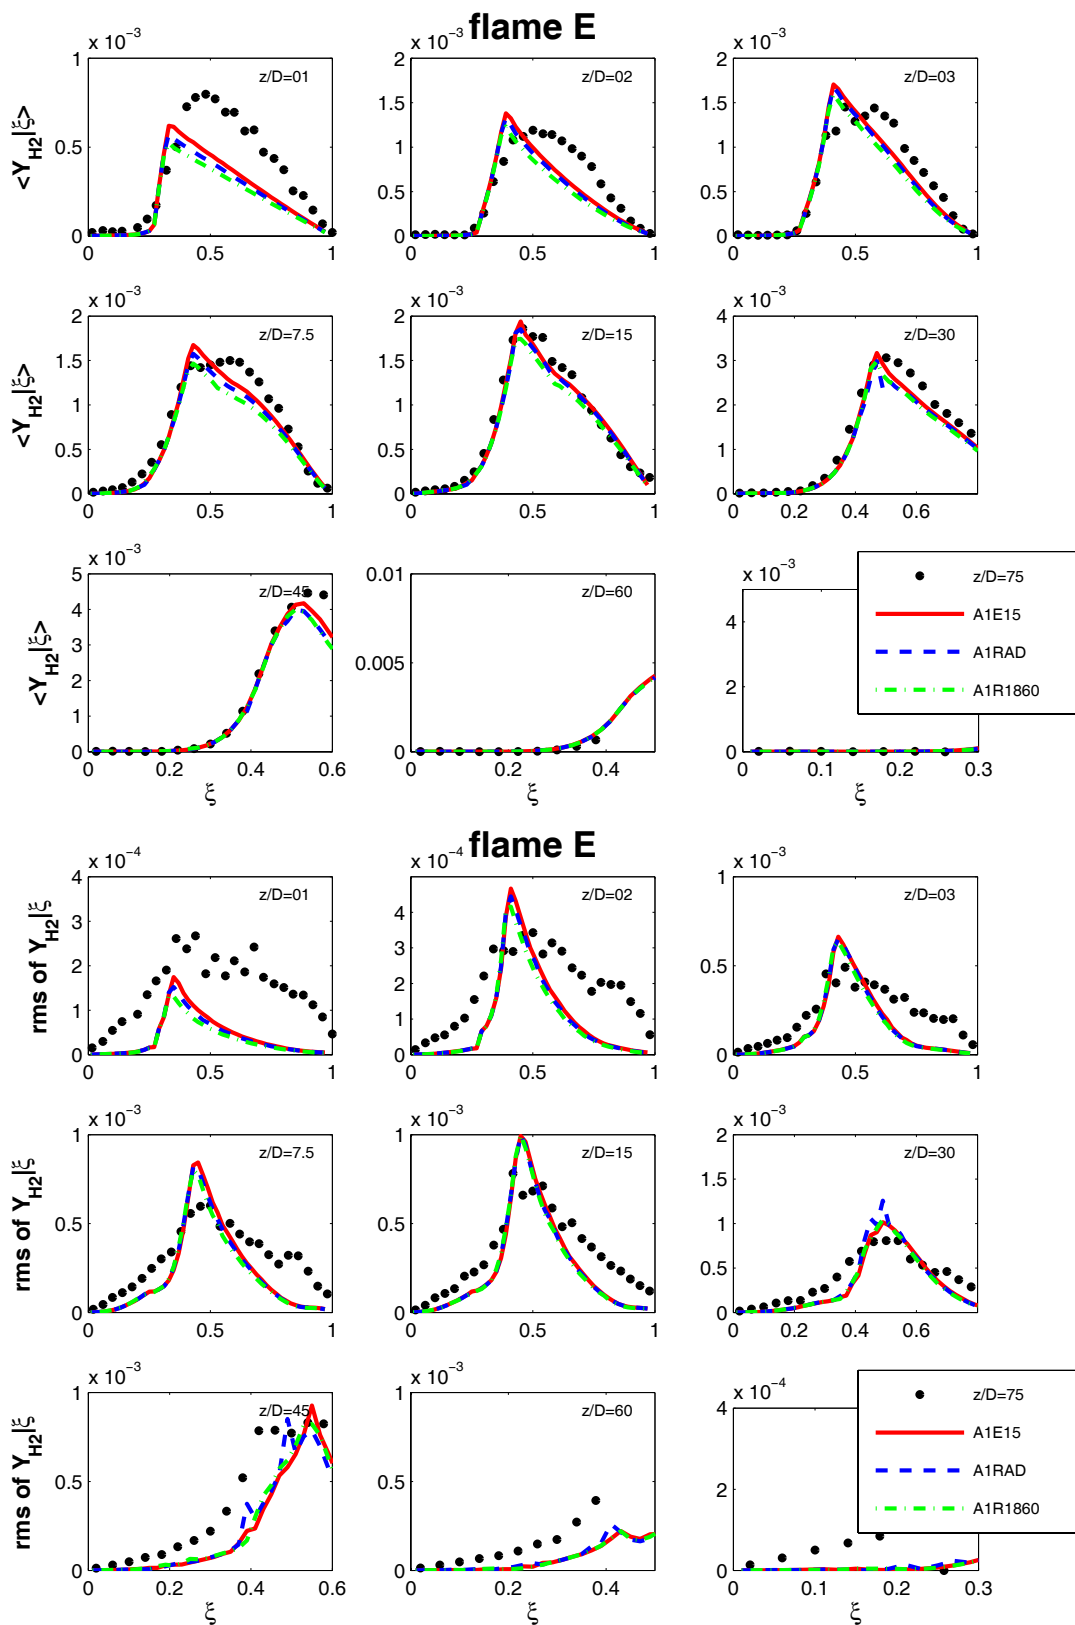 flame E
x 10−3 x 10−3 x 10−3
<Y_H2|ξ>
1 0.5 0
z/D=01
0 0.5 1
2 1.5 1 0.5 0
z/D=02
0 0.5 1
2 1.5 1 0.5 0
z/D=03
0 0.5 1
x 10−3 x 10−3 x 10−3
<Y_H2|ξ>
2 1.5 1 0.5 0
z/D=7.5
0 0.5 1
2 1.5 1 0.5 0
z/D=15
0 0.5 1
4 3 2 1 0
z/D=30
0 0.2 0.4 0.6
x 10−3
<Y_H2|ξ>
5 4 3 2 1 0
z/D=45
0 0.2 0.4 0.6
ξ
0.01 0.005 0
z/D=60
0 0.2 0.4
ξ
x 10−3
4 2 0
0 0.1 0.2 0.3
ξ
z/D=75
A1E15
A1RAD
A1R1860
flame E
x 10−4 x 10−4 x 10−3
rms of Y_H2|ξ
4 3 2 1 0
z/D=01
0 0.5 1
4 3 2 1 0
z/D=02
0 0.5 1
1 0.5 0
z/D=03
0 0.5 1
x 10−3 x 10−3 x 10−3
rms of Y_H2|ξ
1 0.5 0
z/D=7.5
0 0.5 1
1 0.5 0
z/D=15
0 0.5 1
2 1.5 1 0.5 0
z/D=30
0 0.2 0.4 0.6
x 10−3 x 10−3 x 10−4
rms of Y_H2|ξ
1 0.5 0
z/D=45
0 0.2 0.4 0.6
ξ
1 0.5 0
z/D=60
0 0.2 0.4
ξ
4 2 0
0 0.1 0.2 0.3
ξ
z/D=75
A1E15
A1RAD
A1R1860